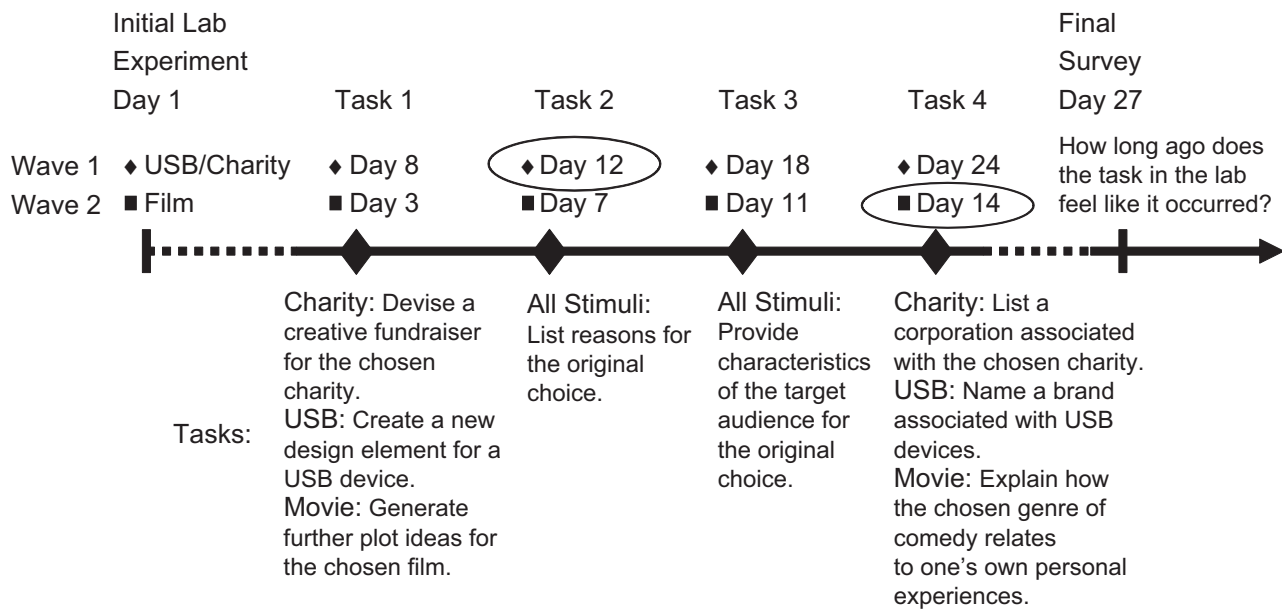 Initial Lab
Experiment
Day 1
Task 1
Task 2
Task 3
Task 4
Final
Survey
Day 27
Wave 1
USB/Charity
Day 8
Day 12
Day 18
Day 24
Wave 2
Film
Day 3
Day 7
Day 11
Day 14
How long ago does
the task in the lab
feel like it occurred?
Tasks:
Charity: Devise a
creative fundraiser
for the chosen
charity.
USB: Create a new
design element for a
USB device.
Movie: Generate
further plot ideas for
the chosen film.
All Stimuli:
List reasons for
the original
choice.
All Stimuli:
Provide
characteristics
of the target
audience for
the original
choice.
Charity: List a
corporation associated
with the chosen charity.
USB: Name a brand
associated with USB
devices.
Movie: Explain how
the chosen genre of
comedy relates
to one's own personal
experiences.